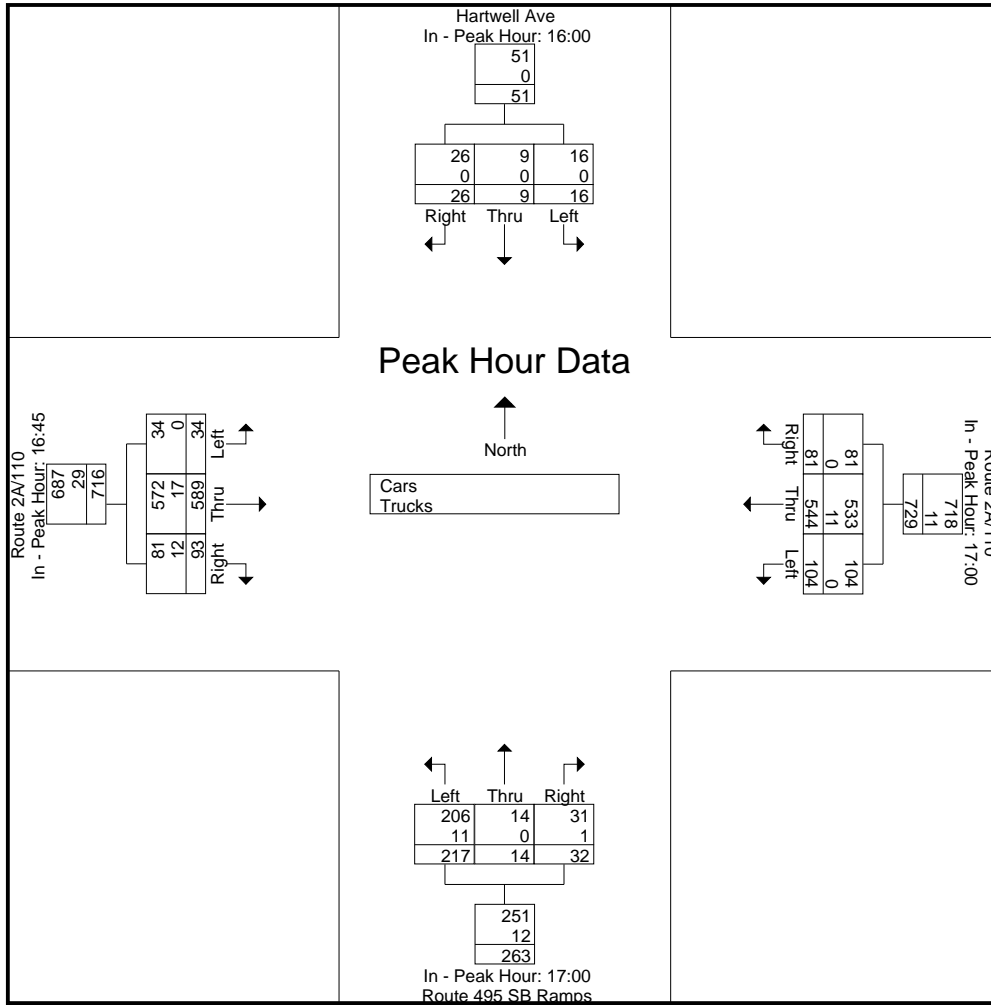 Hartwell Ave
In - Peak Hour: 16:00
51
0
51
26 9 16
0 0 0
26 9 16
Right Thru Left
Peak Hour Data
North
Cars
Trucks
Route 2A/110
In - Peak Hour: 16:45
687
29
716
34 0 34
Left
572 17 589
Thru
81 12 93
Right
Route 2A/110
In - Peak Hour: 17:00
718
11
729
81 0 81
Right
533 11 544
Thru
104 0 104
Left
Left Thru Right
206 14 31
11 0 1
217 14 32
251
12
263
In - Peak Hour: 17:00
Route 495 SB Ramps